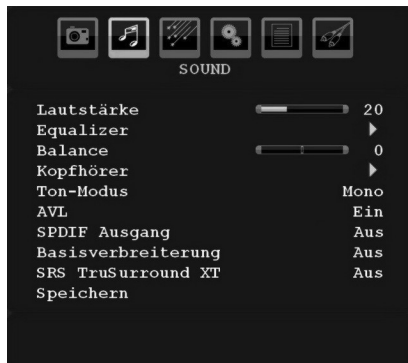 SOUND
Lautstärke 20
Equalizer
Balance 0
Kopfhörer
Ton-Modus Mono
AVL Ein
SPDIF Ausgang Aus
Basisverbreiterung Aus
SRS TruSurround XT Aus
Speichern